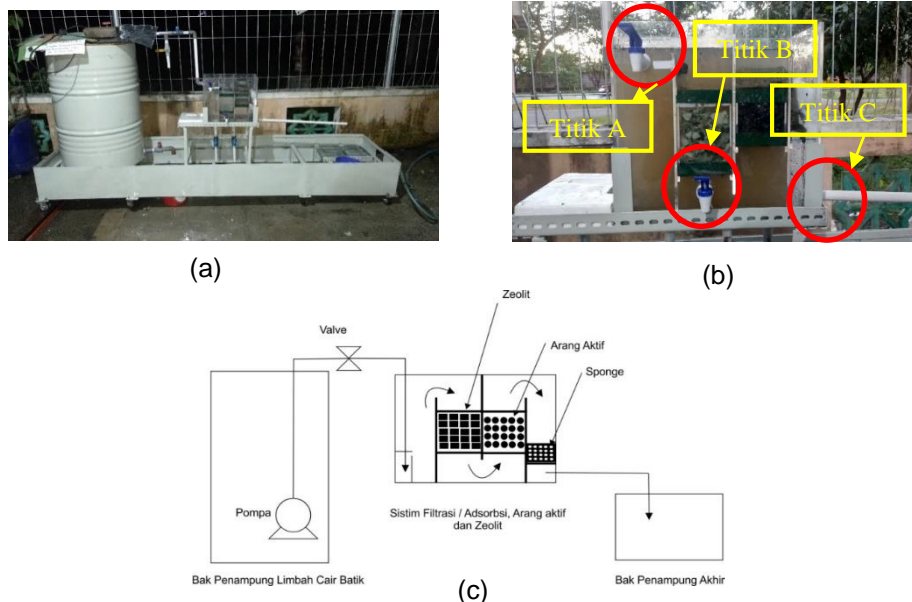 Titik A
Titik B
Titik C
(a)
(b)
Zeolit
Valve
Arang Aktif
Sponge
Pompa
Sistim Filtrasi / Adsorbsi, Arang aktif
dan Zeolit
Bak Penampung Limbah Cair Batik
Bak Penampung Akhir
(c)